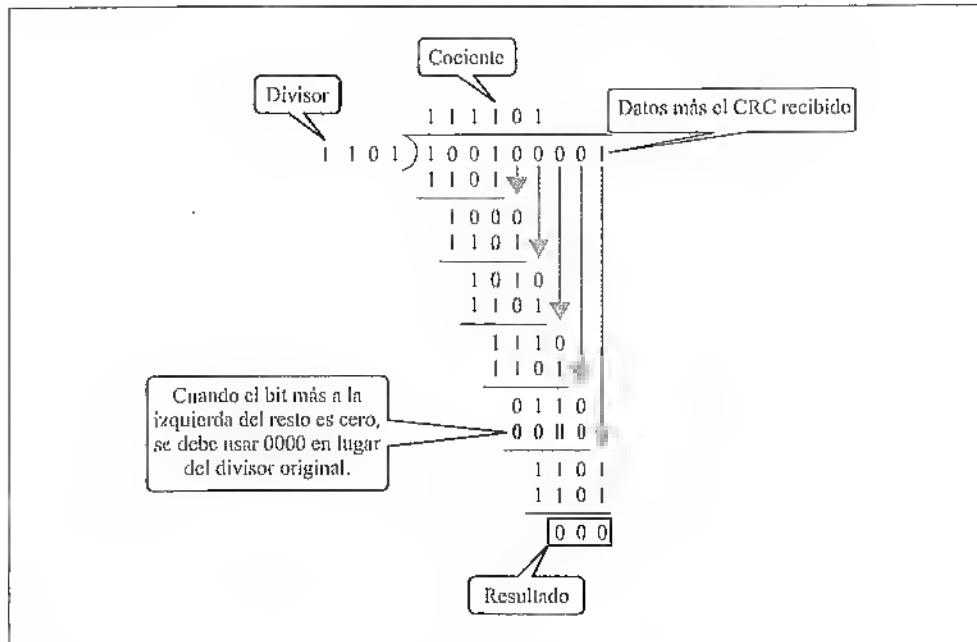 Cociente
Divisor
Datos más el CRC recibido
1 1 1 1 0 1
1 1 0 1 ) 1 0 0 1 0 0 0 0 1
1 1 0 1
1 0 0 0
1 1 0 1
1 0 1 0
1 1 0 1
1 1 1 0
1 1 0 1
0 1 1 0
0 0 0 0
Cuando el bit más a la
izquierda del resto es cero,
se debe usar 0000 en lugar
del divisor original.
1 1 0 1
1 1 0 1
0 0 0
Resultado